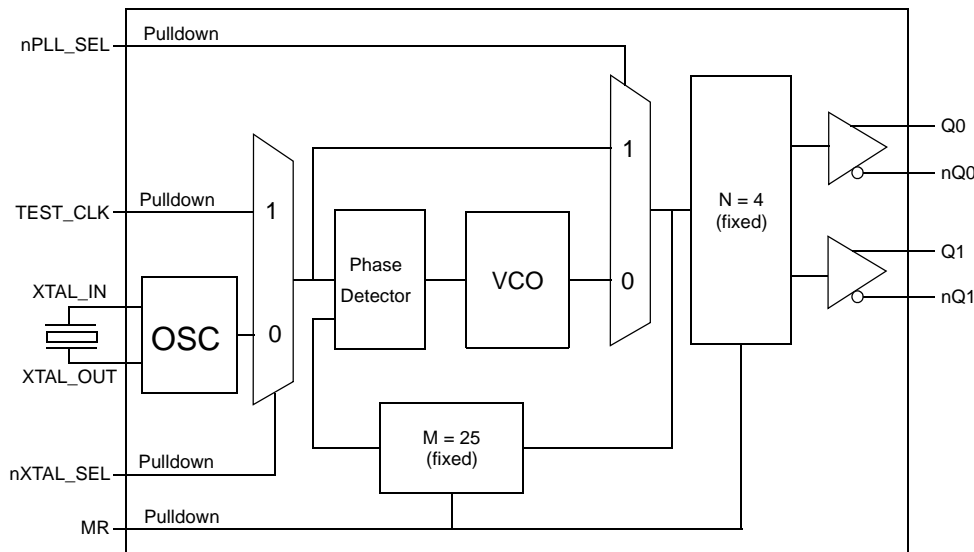 nPLL_SEL
Pulldown
Q0
nQ0
1
N = 4
(fixed)
TEST_CLK
Pulldown
1
Q1
nQ1
Phase
Detector
VCO
0
XTAL_IN
OSC
0
XTAL_OUT
M = 25
(fixed)
nXTAL_SEL
Pulldown
MR
Pulldown